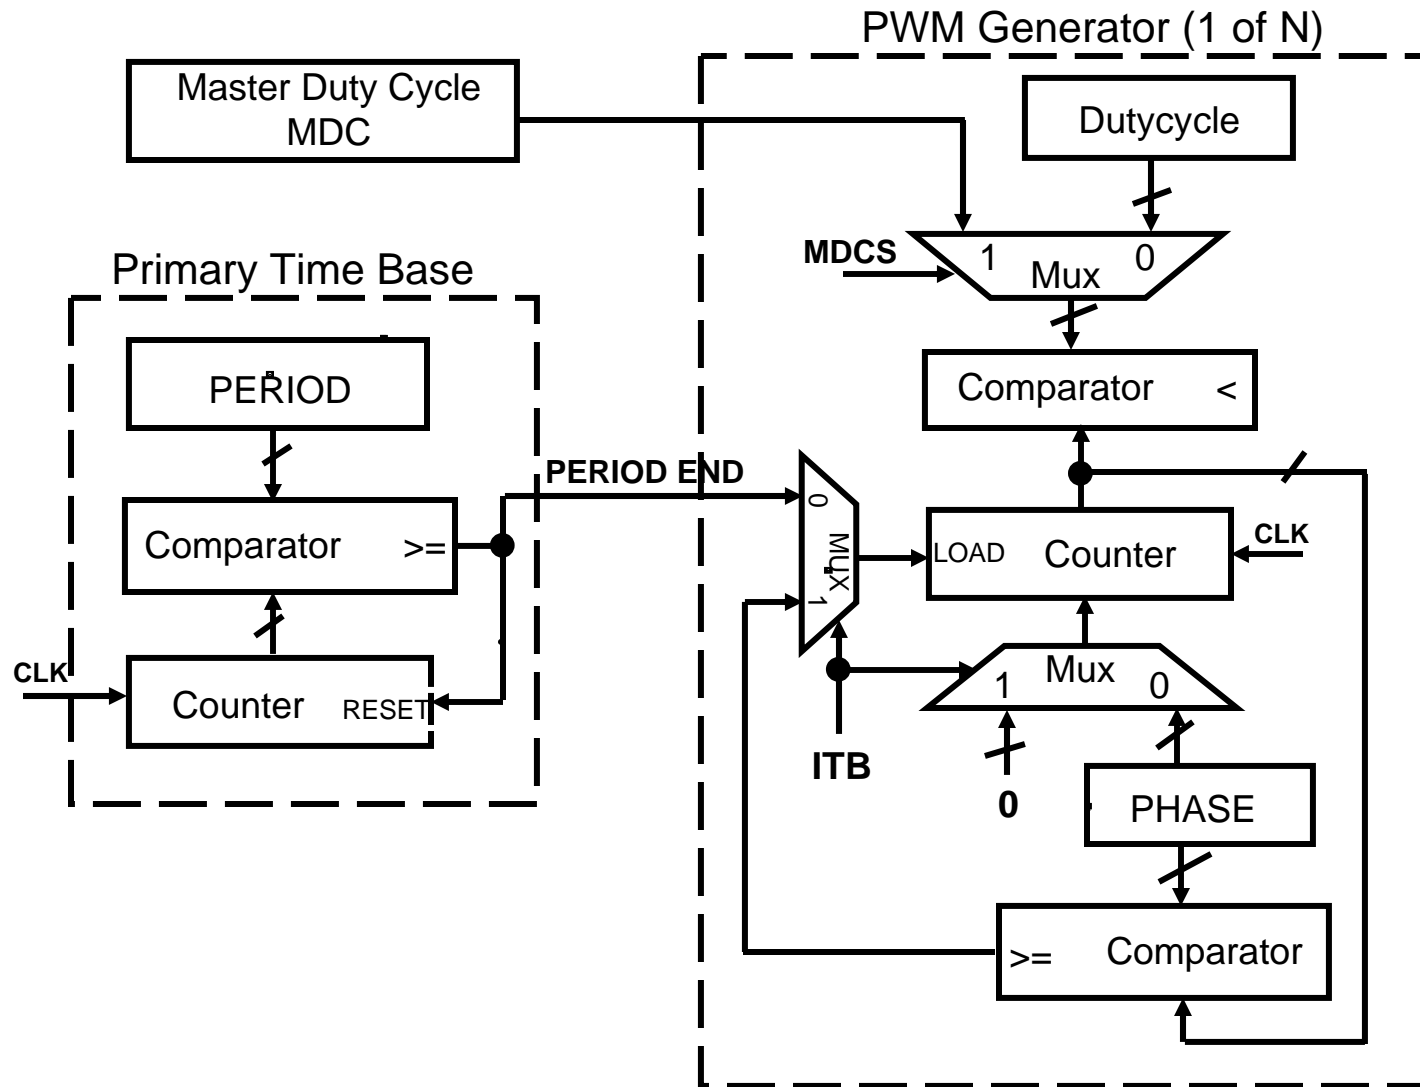 PWM Generator (1 of N)
Master Duty Cycle
MDC
Dutycycle
MDCS
1
Mux
0
Primary Time Base
PERIOD
Comparator <
PERIOD END
0
MUX
1
Comparator >=
LOAD Counter
CLK
CLK
Counter RESET
1
Mux
0
ITB
0
PHASE
>= Comparator